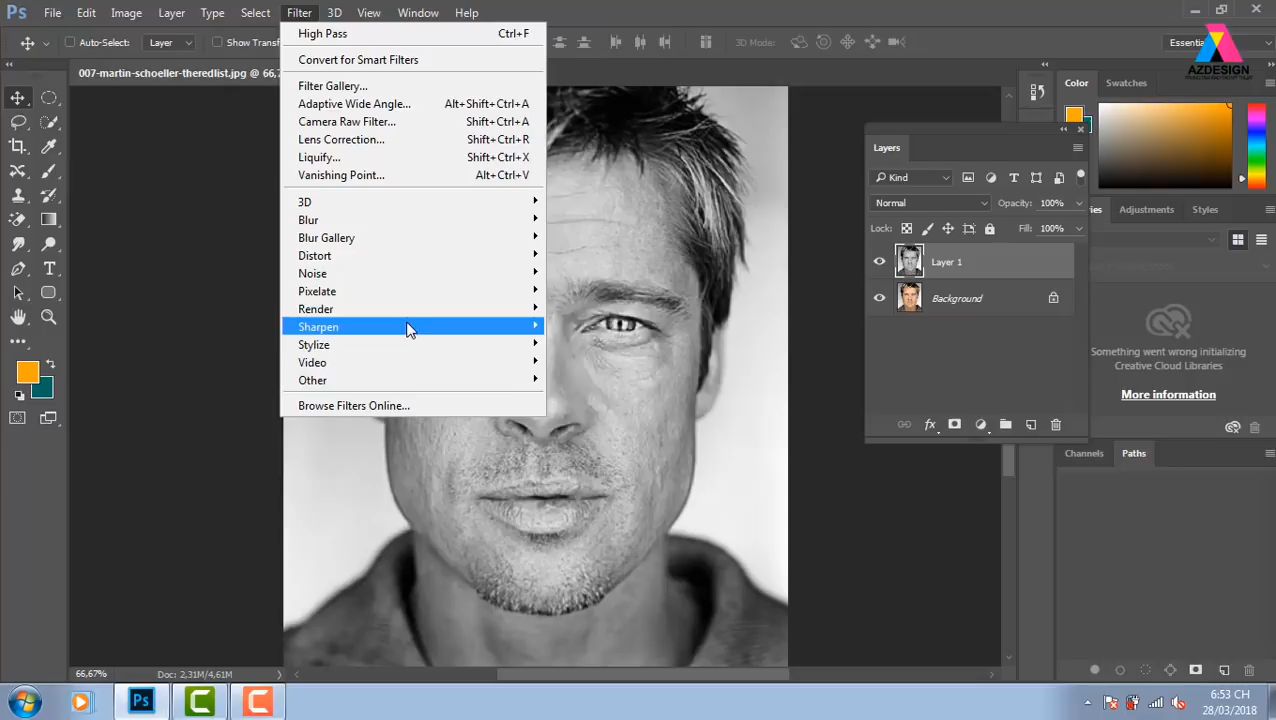 Ps File Edit Image Layer Type Select Filter 3D View Window Help
Auto-Select: Layer Show Transf 3D Mode: Essentia
AZDESIGN
007-martin-schoeller-theredlist.jpg @ 66,7
High Pass Ctrl+F
Convert for Smart Filters
Filter Gallery...
Adaptive Wide Angle... Alt+Shift+Ctrl+A
Camera Raw Filter... Shift+Ctrl+A
Lens Correction... Shift+Ctrl+R
Liquify... Shift+Ctrl+X
Vanishing Point... Alt+Ctrl+V
3D
Blur
Blur Gallery
Distort
Noise
Pixelate
Render
Sharpen
Stylize
Video
Other
Browse Filters Online...
Color Swatches
Layers
Kind
Normal Opacity: 100%
Lock: Fill: 100%
Layer 1
Background
ries Adjustments Styles
Something went wrong initializing
Creative Cloud Libraries
More information
Channels Paths
66,67% Doc: 2,31M/4,61M
Ps
6:53 CH
28/03/2018